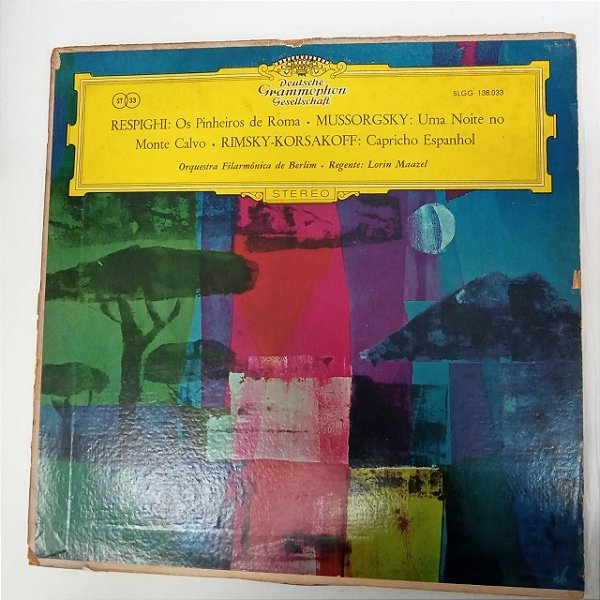 Deutsche
Grammophon
Gesellschaft
ST 33
SLGG 138.033
RESPIGHI: Os Pinheiros de Roma • MUSSORGSKY: Uma Noite no
Monte Calvo • RIMSKY-KORSAKOFF: Capricho Espanhol
Orquestra Filarmônica de Berlim • Regente: Lorin Maazel
STEREO